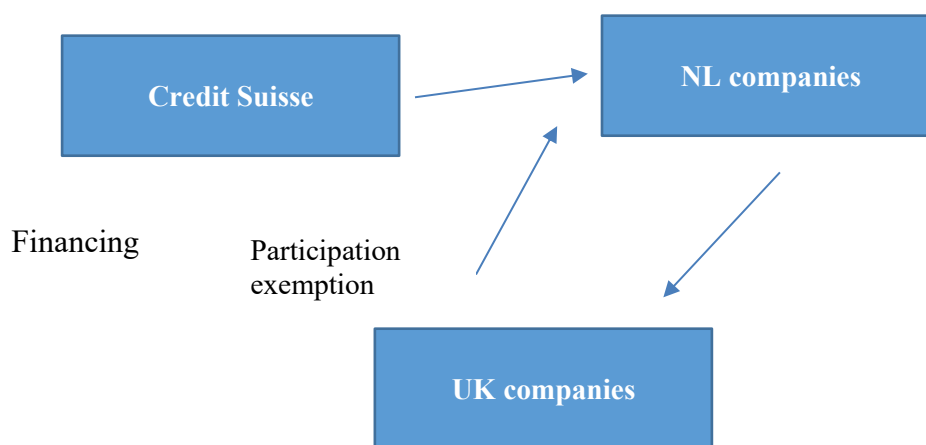 NL companies
Credit Suisse
Financing
Participation
exemption
UK companies